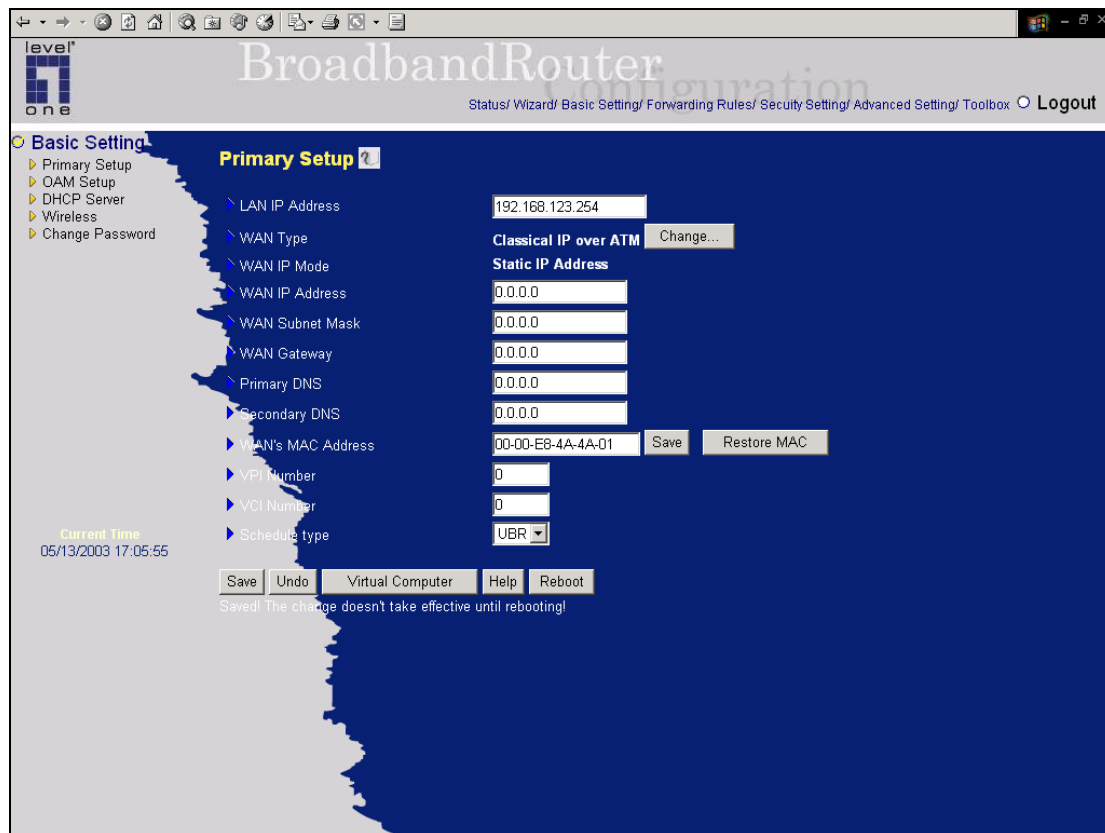 level
one
BroadbandRouter
Configuration
Status/ Wizard/ Basic Setting/ Forwarding Rules/ Secuity Setting/ Advanced Setting/ Toolbox Logout
Basic Setting
Primary Setup
OAM Setup
DHCP Server
Wireless
Change Password
Current Time
05/13/2003 17:05:55
Primary Setup
LAN IP Address 192.168.123.254
WAN Type Classical IP over ATM Change...
WAN IP Mode Static IP Address
WAN IP Address 0.0.0.0
WAN Subnet Mask 0.0.0.0
WAN Gateway 0.0.0.0
Primary DNS 0.0.0.0
Secondary DNS 0.0.0.0
WAN's MAC Address 00-00-E8-4A-4A-01 Save Restore MAC
VPI Number 0
VCI Number 0
Schedule type UBR
Save Undo Virtual Computer Help Reboot
Saved! The change doesn't take effective until rebooting!